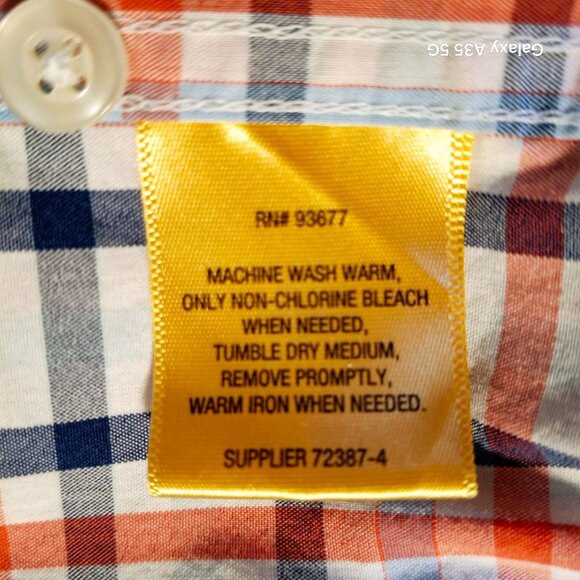 Galaxy A35 5G
RN# 93677
MACHINE WASH WARM,
ONLY NON-CHLORINE BLEACH
WHEN NEEDED,
TUMBLE DRY MEDIUM,
REMOVE PROMPTLY,
WARM IRON WHEN NEEDED.
SUPPLIER 72387-4